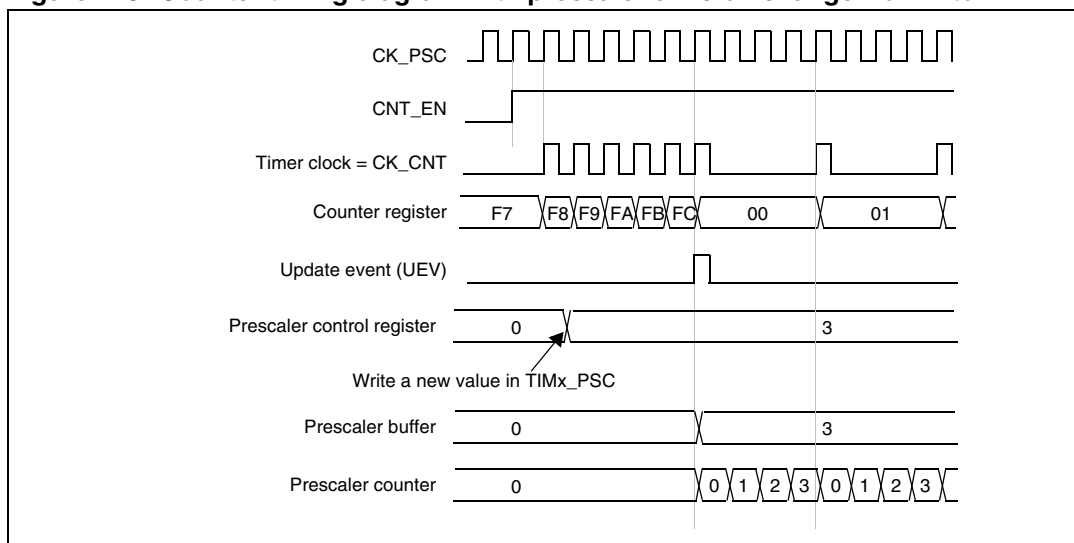 CK_PSC
CNT_EN
Timer clock = CK_CNT
Counter register F7 F8 F9 FA FB FC 00 01
Update event (UEV)
Prescaler control register 0 3
Write a new value in TIMx_PSC
Prescaler buffer 0 3
Prescaler counter 0 0 1 2 3 0 1 2 3